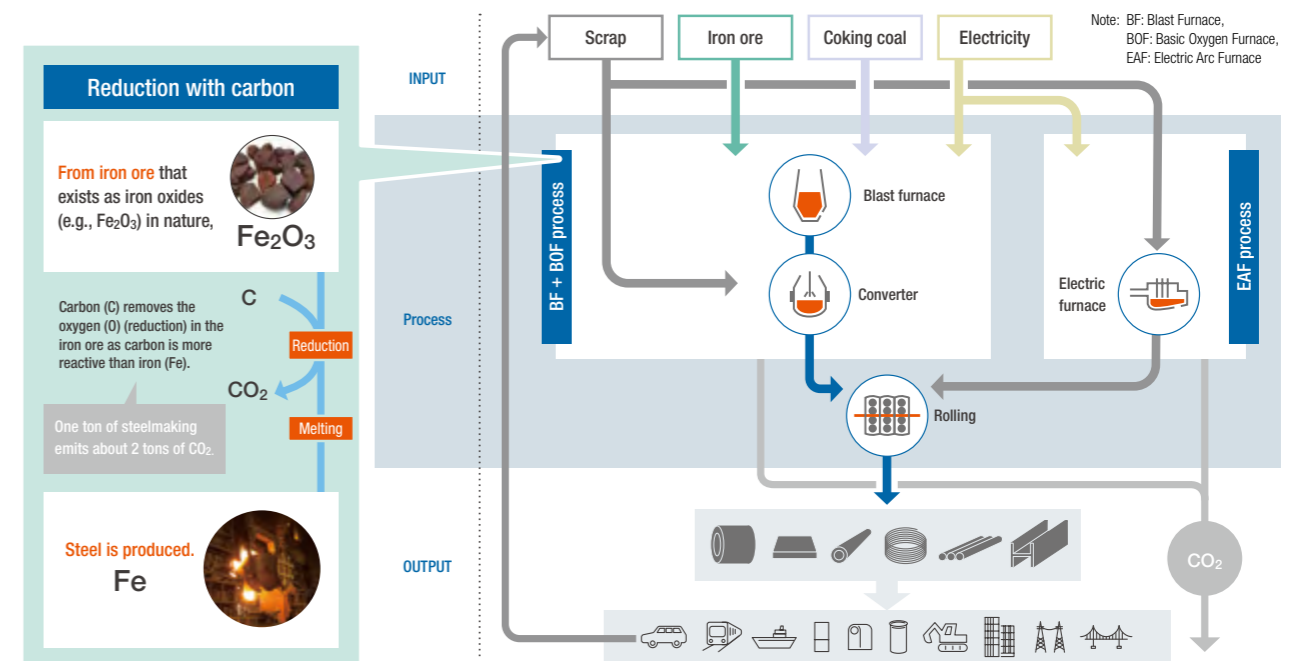 Reduction with carbon
From iron ore that
exists as iron oxides
(e.g., Fe₂O₃) in nature,
Fe₂O₃
Carbon (C) removes the
oxygen (O) (reduction) in the
iron ore as carbon is more
reactive than iron (Fe).
C
Reduction
CO₂
One ton of steelmaking
emits about 2 tons of CO₂.
Melting
Steel is produced.
Fe
INPUT
Process
OUTPUT
Scrap
Iron ore
Coking coal
Electricity
Note: BF: Blast Furnace,
BOF: Basic Oxygen Furnace,
EAF: Electric Arc Furnace
BF + BOF process
Blast furnace
Converter
Electric
furnace
EAF process
Rolling
CO₂